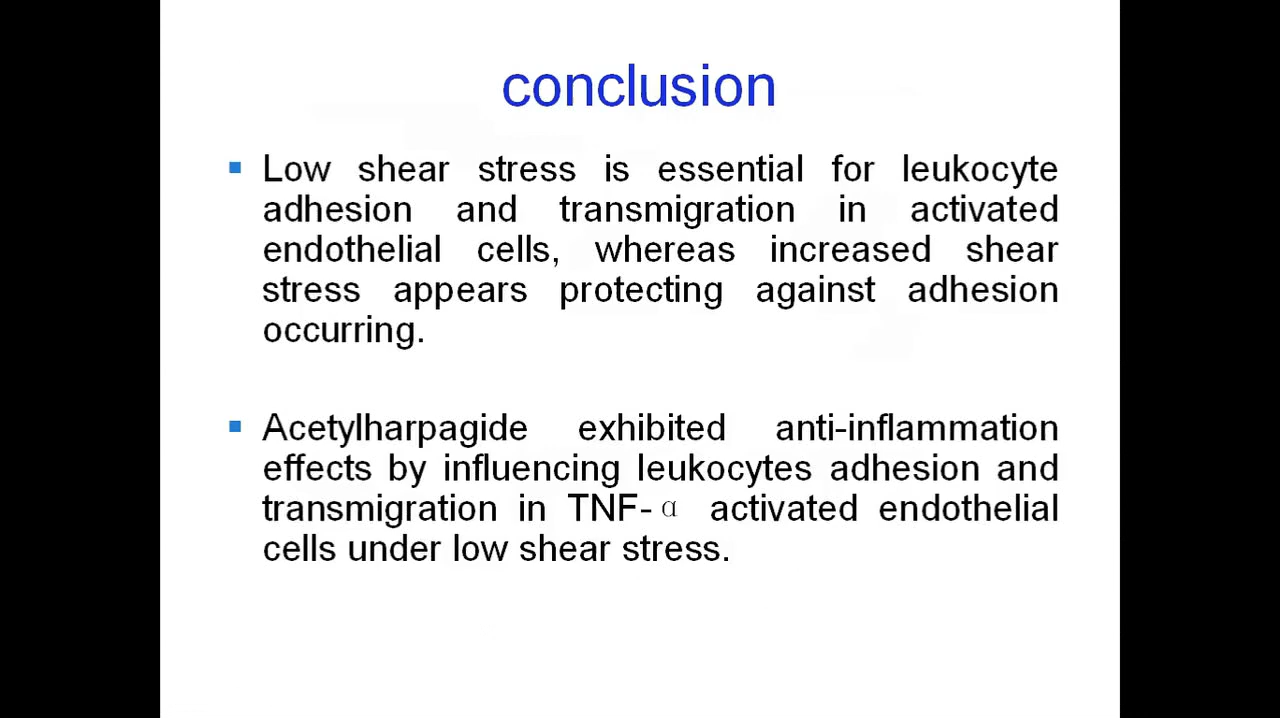 conclusion
▪ Low shear stress is essential for leukocyte
adhesion and transmigration in activated
endothelial cells, whereas increased shear
stress appears protecting against adhesion
occurring.
▪ Acetylharpagide exhibited anti-inflammation
effects by influencing leukocytes adhesion and
transmigration in TNF-α activated endothelial
cells under low shear stress.